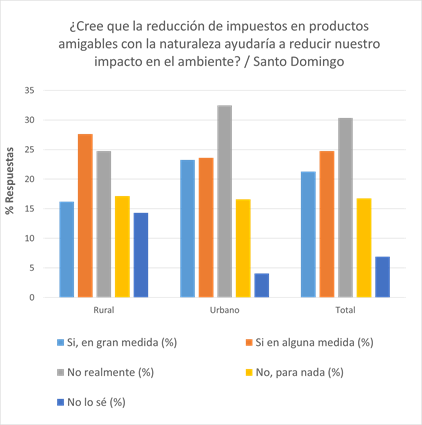 ¿Cree que la reducción de impuestos en productos
amigables con la naturaleza ayudaría a reducir nuestro
impacto en el ambiente? / Santo Domingo
% Respuestas
35
30
25
20
15
10
5
0
Rural Urbano Total
Si, en gran medida (%) Si en alguna medida (%)
No realmente (%) No, para nada (%)
No lo sé (%)